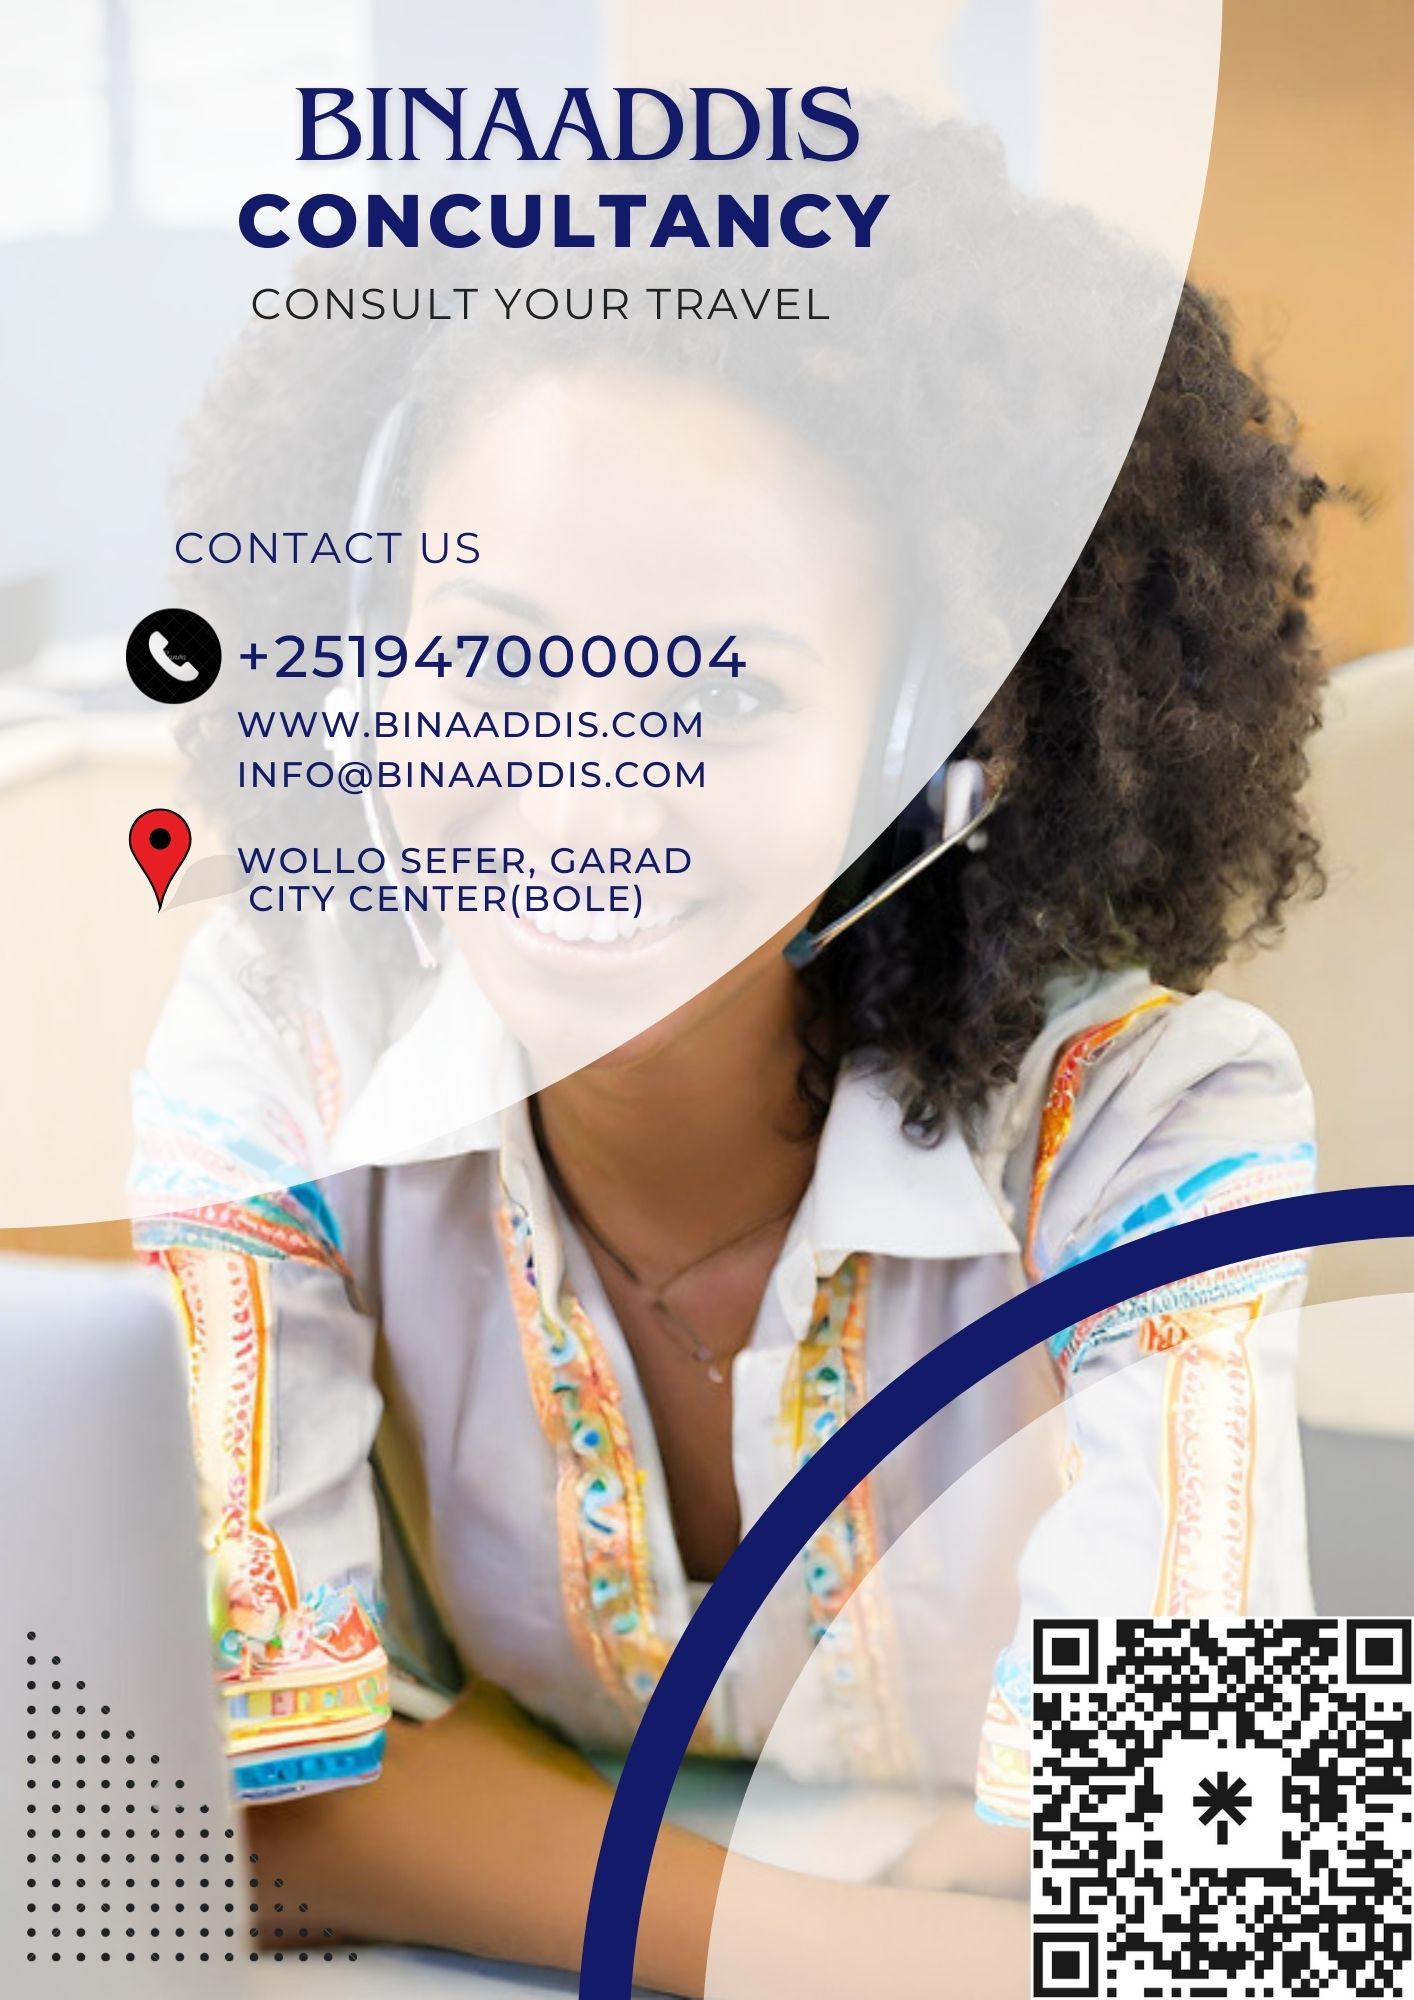 BINAADDIS
CONCULTANCY
CONSULT YOUR TRAVEL
CONTACT US
+251947000004
WWW.BINAADDIS.COM
INFO@BINAADDIS.COM
WOLLO SEFER, GARAD
CITY CENTER(BOLE)